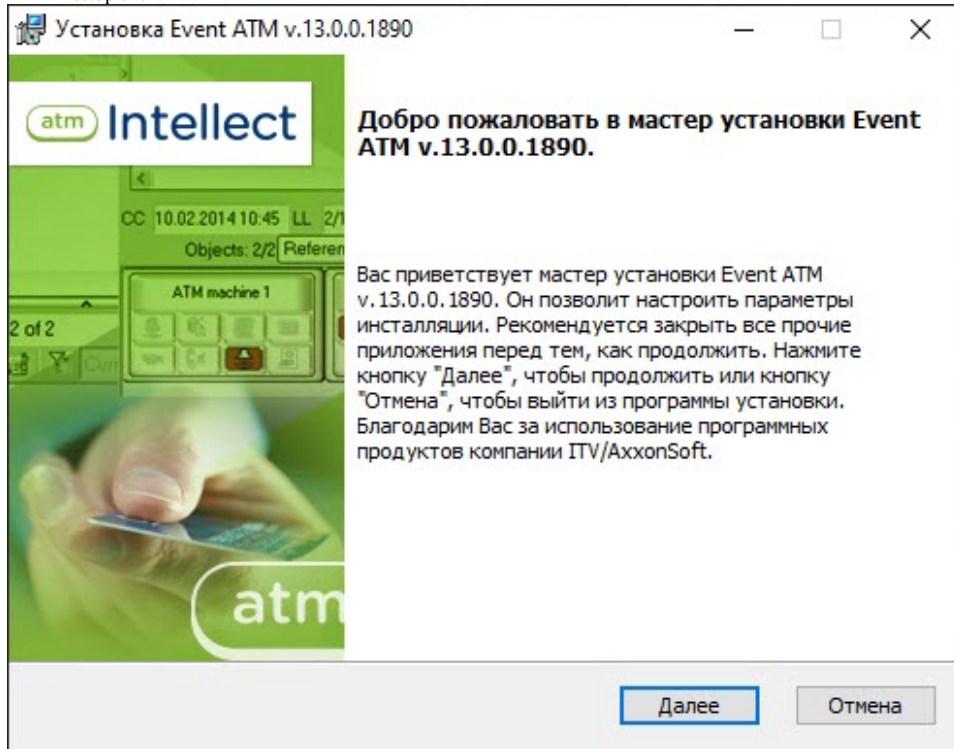 Установка Event ATM v.13.0.0.1890
atm Intellect
Добро пожаловать в мастер установки Event
ATM v.13.0.0.1890.
CC 10.02.2014 10:45 LL
Objects: 2/2
ATM machine 1
2 of 2
Вас приветствует мастер установки Event ATM
v.13.0.0.1890. Он позволит настроить параметры
инсталляции. Рекомендуется закрыть все прочие
приложения перед тем, как продолжить. Нажмите
кнопку "Далее", чтобы продолжить или кнопку
"Отмена", чтобы выйти из программы установки.
Благодарим Вас за использование программных
продуктов компании ITV/AxxonSoft.
atm
Далее
Отмена